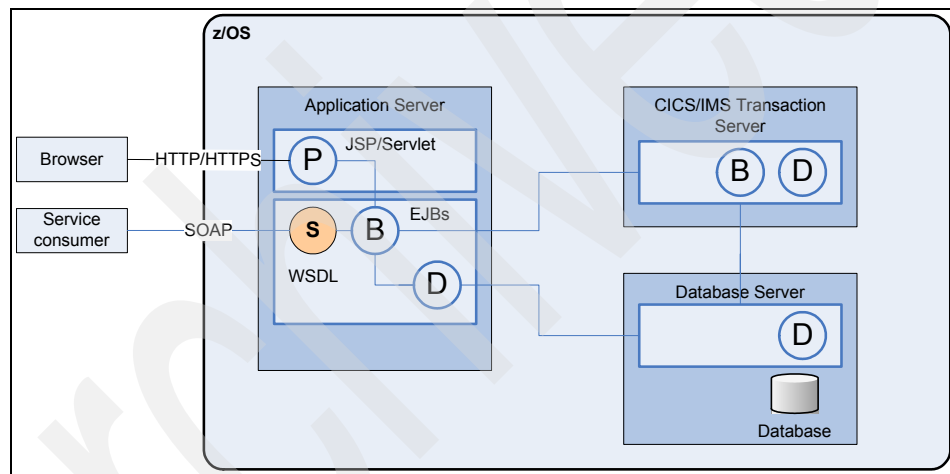 z/OS
Application Server
JSP/Servlet
P
Browser
HTTP/HTTPS
Service
consumer
SOAP
S
WSDL
B
EJBs
D
CICS/IMS Transaction
Server
B
D
Database Server
D
Database